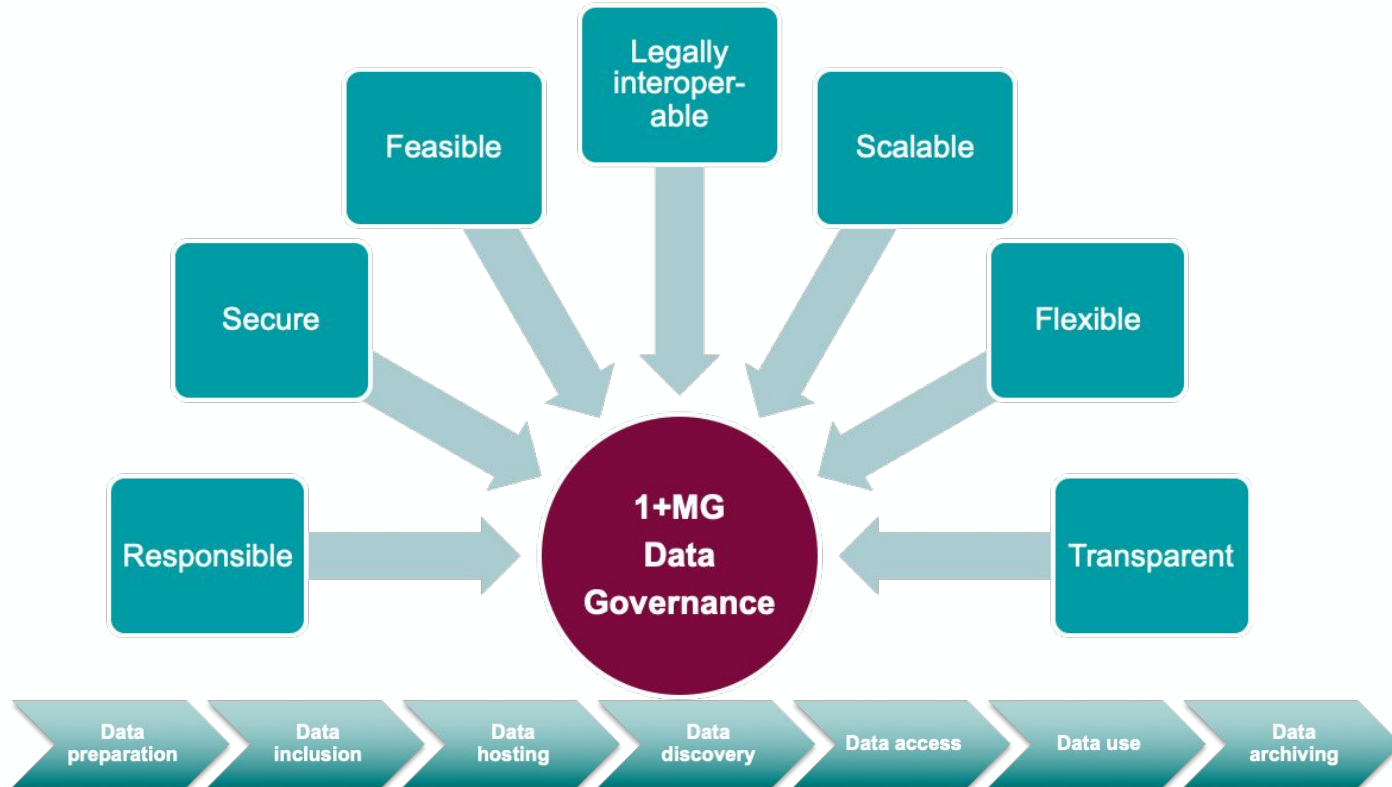 Legally
interoper-
able
Feasible
Scalable
Secure
Flexible
Responsible
1+MG
Data
Governance
Transparent
Data
preparation
Data
inclusion
Data
hosting
Data
discovery
Data access
Data use
Data
archiving